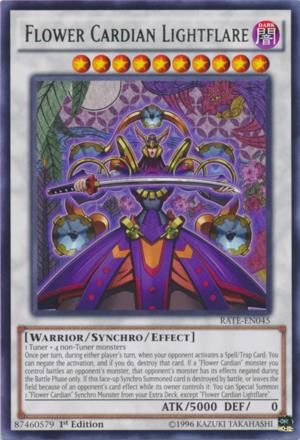 FLOWER CARDIAN LIGHTFLARE
DARK
RATE-EN045
[WARRIOR/SYNCHRO/EFFECT]
1 Tuner + 4 non-Tuner monsters
Once per turn, during either player's turn, when your opponent activates a Spell/Trap Card: You
can negate the activation, and if you do, destroy that card. If a "Flower Cardian" monster you
control battles an opponent's monster, that opponent's monster has its effects negated during
the Battle Phase only. If this face-up Synchro Summoned card is destroyed by battle, or leaves the
field because of an opponent's card effect while its owner controls it: You can Special Summon
1 "Flower Cardian" Synchro Monster from your Extra Deck, except "Flower Cardian Lightflare".
ATK/5000 DEF/ 0
87460579 1st Edition ©1996 KAZUKI TAKAHASHI